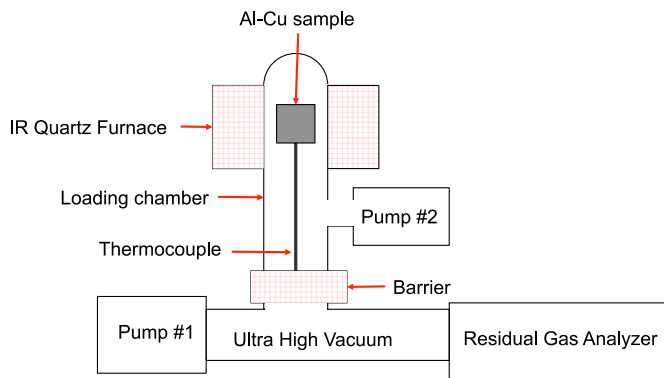 Al-Cu sample
IR Quartz Furnace
Loading chamber
Pump #2
Thermocouple
Barrier
Pump #1
Ultra High Vacuum
Residual Gas Analyzer